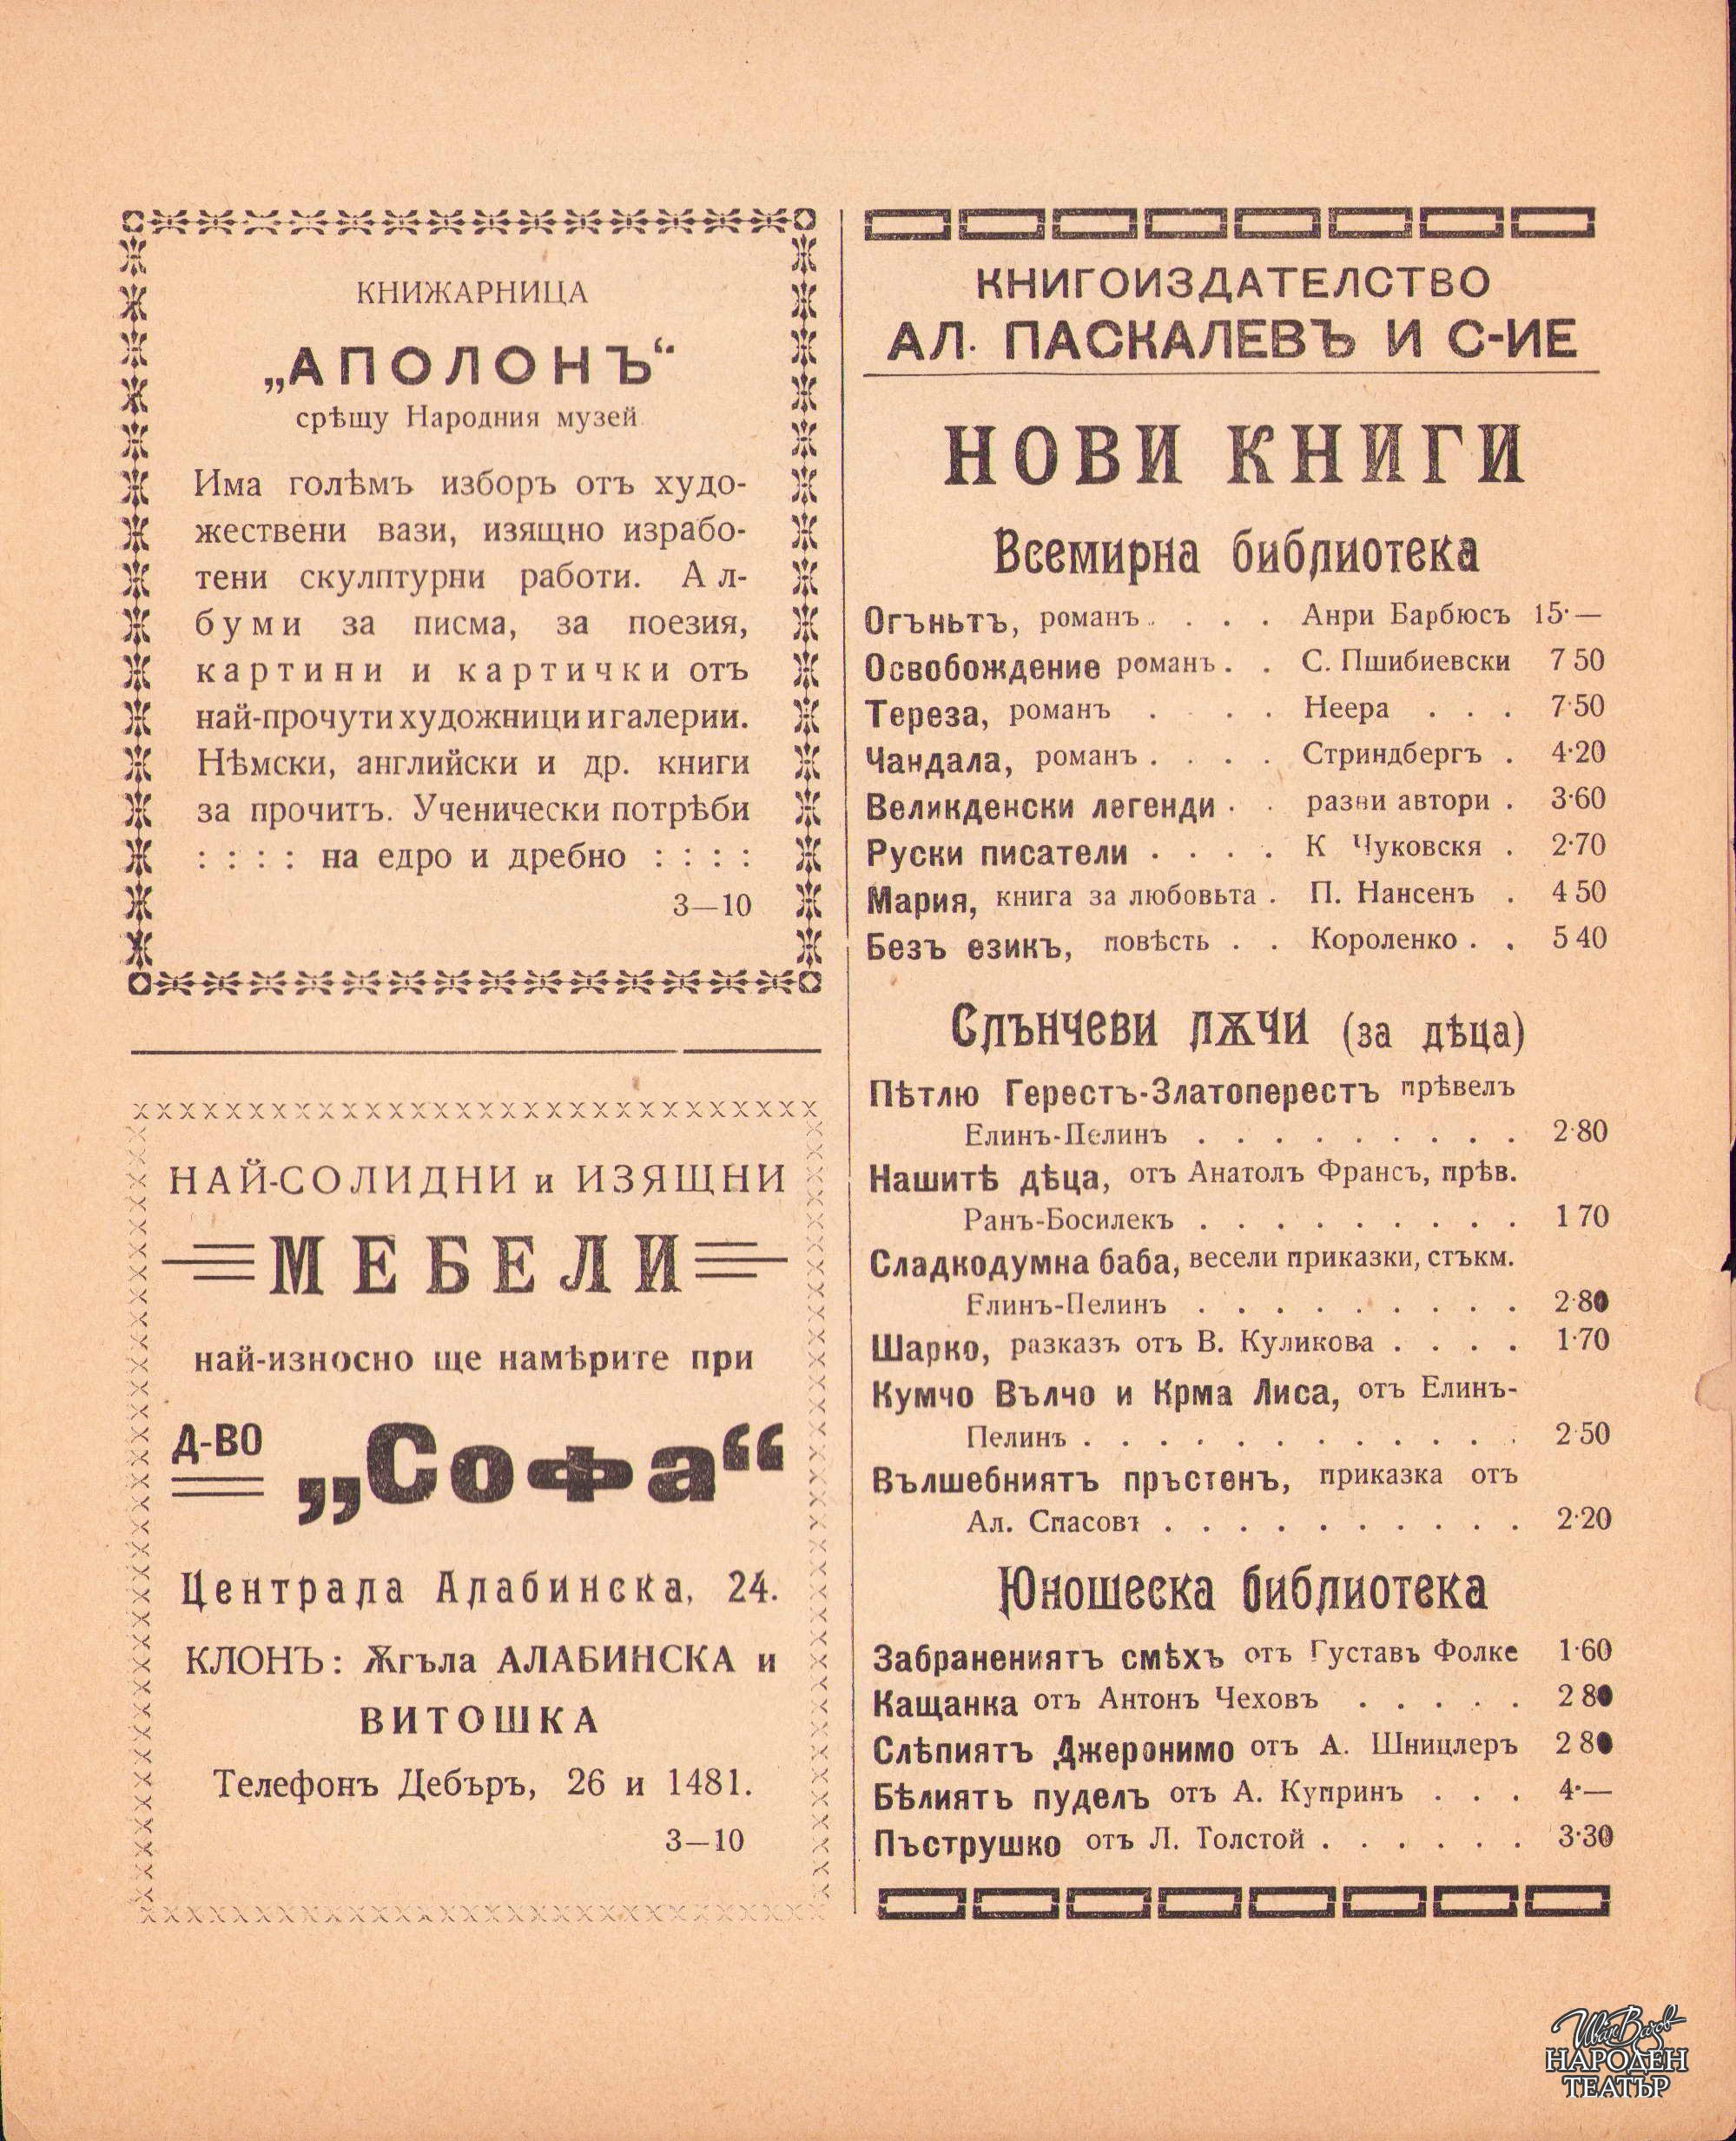 КНИЖАРНИЦА
„АПОЛОНЪ“
срѣщу Народния музей
Има голѣмъ изборъ отъ худо-
жествени вази, изящно израбо-
тени скулптурни работи. Ал-
буми за писма, за поезия,
картини и картички отъ
най-прочути художници и галерии.
Нѣмски, английски и др. книги
за прочитъ. Ученически потрѣби
: : : : на едро и дребно : : : :
3—10
НАЙ-СОЛИДНИ и ИЗЯЩНИ
МЕБЕЛИ
най-износно ще намѣрите при
Д-ВО „Софа“
Централа Алабинска, 24.
КЛОНЪ: Ѫгъла АЛАБИНСКА и
ВИТОШКА
Телефонъ Дебъръ, 26 и 1481.
3—10
КНИГОИЗДАТЕЛСТВО
АЛ. ПАСКАЛЕВЪ И С-ИЕ
НОВИ КНИГИ
Всемирна библиотека
Огъньтъ, романъ . . . . Анри Барбюсъ 15·—
Освобождение романъ . . С. Пшибиевски 7 50
Тереза, романъ . . . . Неера . . . 7·50
Чандала, романъ . . . . Стриндбергъ . 4·20
Великденски легенди . . разни автори . 3·60
Руски писатели . . . . К Чуковскя . 2·70
Мария, книга за любовьта . П. Нансенъ . 4 50
Безъ езикъ, повѣсть . . Короленко . . 5 40
Слънчеви лѫчи (за дѣца)
Пѣтлю Герестъ-Златоперестъ прѣвелъ
Елинъ-Пелинъ . . . . . . . . . 2·80
Нашитѣ дѣца, отъ Анатолъ Франсъ, прѣв.
Ранъ-Босилекъ . . . . . . . . . 1 70
Сладкодумна баба, весели приказки, стъкм.
Елинъ-Пелинъ . . . . . . . . . 2·80
Шарко, разказъ отъ В. Куликова . . . . 1·70
Кумчо Вълчо и Крма Лиса, отъ Елинъ-
Пелинъ . . . . . . . . . . . . 2·50
Вълшебниятъ пръстенъ, приказка отъ
Ал. Спасовъ . . . . . . . . . . 2·20
Юношеска библиотека
Забранениятъ смѣхъ отъ Густавъ Фолке 1·60
Кащанка отъ Антонъ Чеховъ . . . . . 2 80
Слѣпиятъ Джеронимо отъ А. Шницлеръ 2 80
Бѣлиятъ пуделъ отъ А. Купринъ . . . 4·—
Пъструшко отъ Л. Толстой . . . . . . 3·30
Иван Вазов
НАРОДЕН
ТЕАТЪР